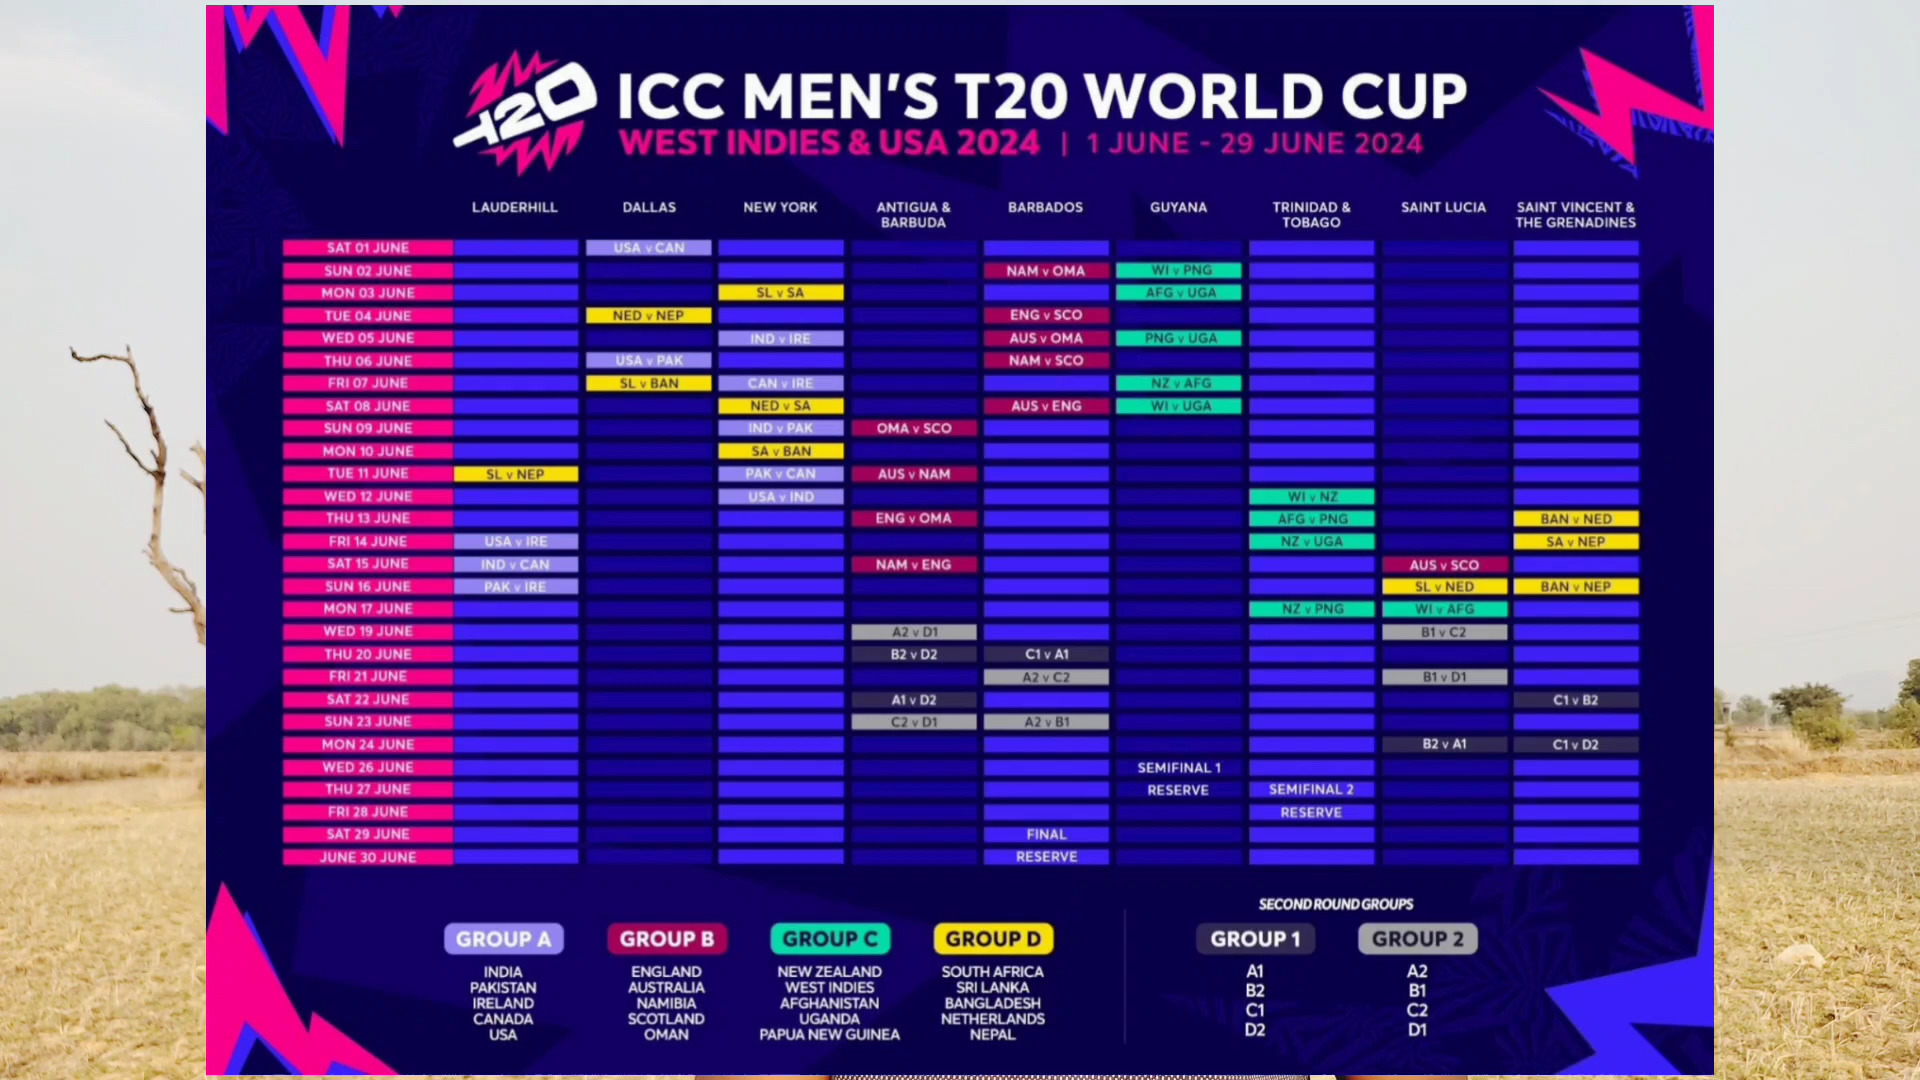 T20
ICC MEN'S T20 WORLD CUP
WEST INDIES & USA 2024 | 1 JUNE - 29 JUNE 2024
LAUDERHILL DALLAS NEW YORK ANTIGUA & BARBUDA BARBADOS GUYANA TRINIDAD & TOBAGO SAINT LUCIA SAINT VINCENT & THE GRENADINES
SAT 01 JUNE USA v CAN
SUN 02 JUNE NAM v OMA WI v PNG
MON 03 JUNE SL v SA AFG v UGA
TUE 04 JUNE NED v NEP ENG v SCO
WED 05 JUNE IND v IRE AUS v OMA PNG v UGA
THU 06 JUNE USA v PAK NAM v SCO
FRI 07 JUNE SL v BAN CAN v IRE NZ v AFG
SAT 08 JUNE NED v SA AUS v ENG WI v UGA
SUN 09 JUNE IND v PAK OMA v SCO
MON 10 JUNE SA v BAN
TUE 11 JUNE SL v NEP PAK v CAN AUS v NAM
WED 12 JUNE USA v IND WI v NZ
THU 13 JUNE ENG v OMA AFG v PNG BAN v NED
FRI 14 JUNE USA v IRE NZ v UGA SA v NEP
SAT 15 JUNE IND v CAN NAM v ENG AUS v SCO
SUN 16 JUNE PAK v IRE SL v NED BAN v NEP
MON 17 JUNE NZ v PNG WI v AFG
WED 19 JUNE A2 v D1 B1 v C2
THU 20 JUNE B2 v D2 C1 v A1
FRI 21 JUNE A2 v C2 B1 v D1
SAT 22 JUNE A1 v D2 C1 v B2
SUN 23 JUNE C2 v D1 A2 v B1
MON 24 JUNE B2 v A1 C1 v D2
WED 26 JUNE SEMIFINAL 1
THU 27 JUNE RESERVE SEMIFINAL 2
FRI 28 JUNE RESERVE
SAT 29 JUNE FINAL
JUNE 30 JUNE RESERVE
SECOND ROUND GROUPS
GROUP A GROUP B GROUP C GROUP D GROUP 1 GROUP 2
INDIA ENGLAND NEW ZEALAND SOUTH AFRICA A1 A2
PAKISTAN AUSTRALIA WEST INDIES SRI LANKA B2 B1
IRELAND NAMIBIA AFGHANISTAN BANGLADESH C1 C2
CANADA SCOTLAND UGANDA NETHERLANDS D2 D1
USA OMAN PAPUA NEW GUINEA NEPAL